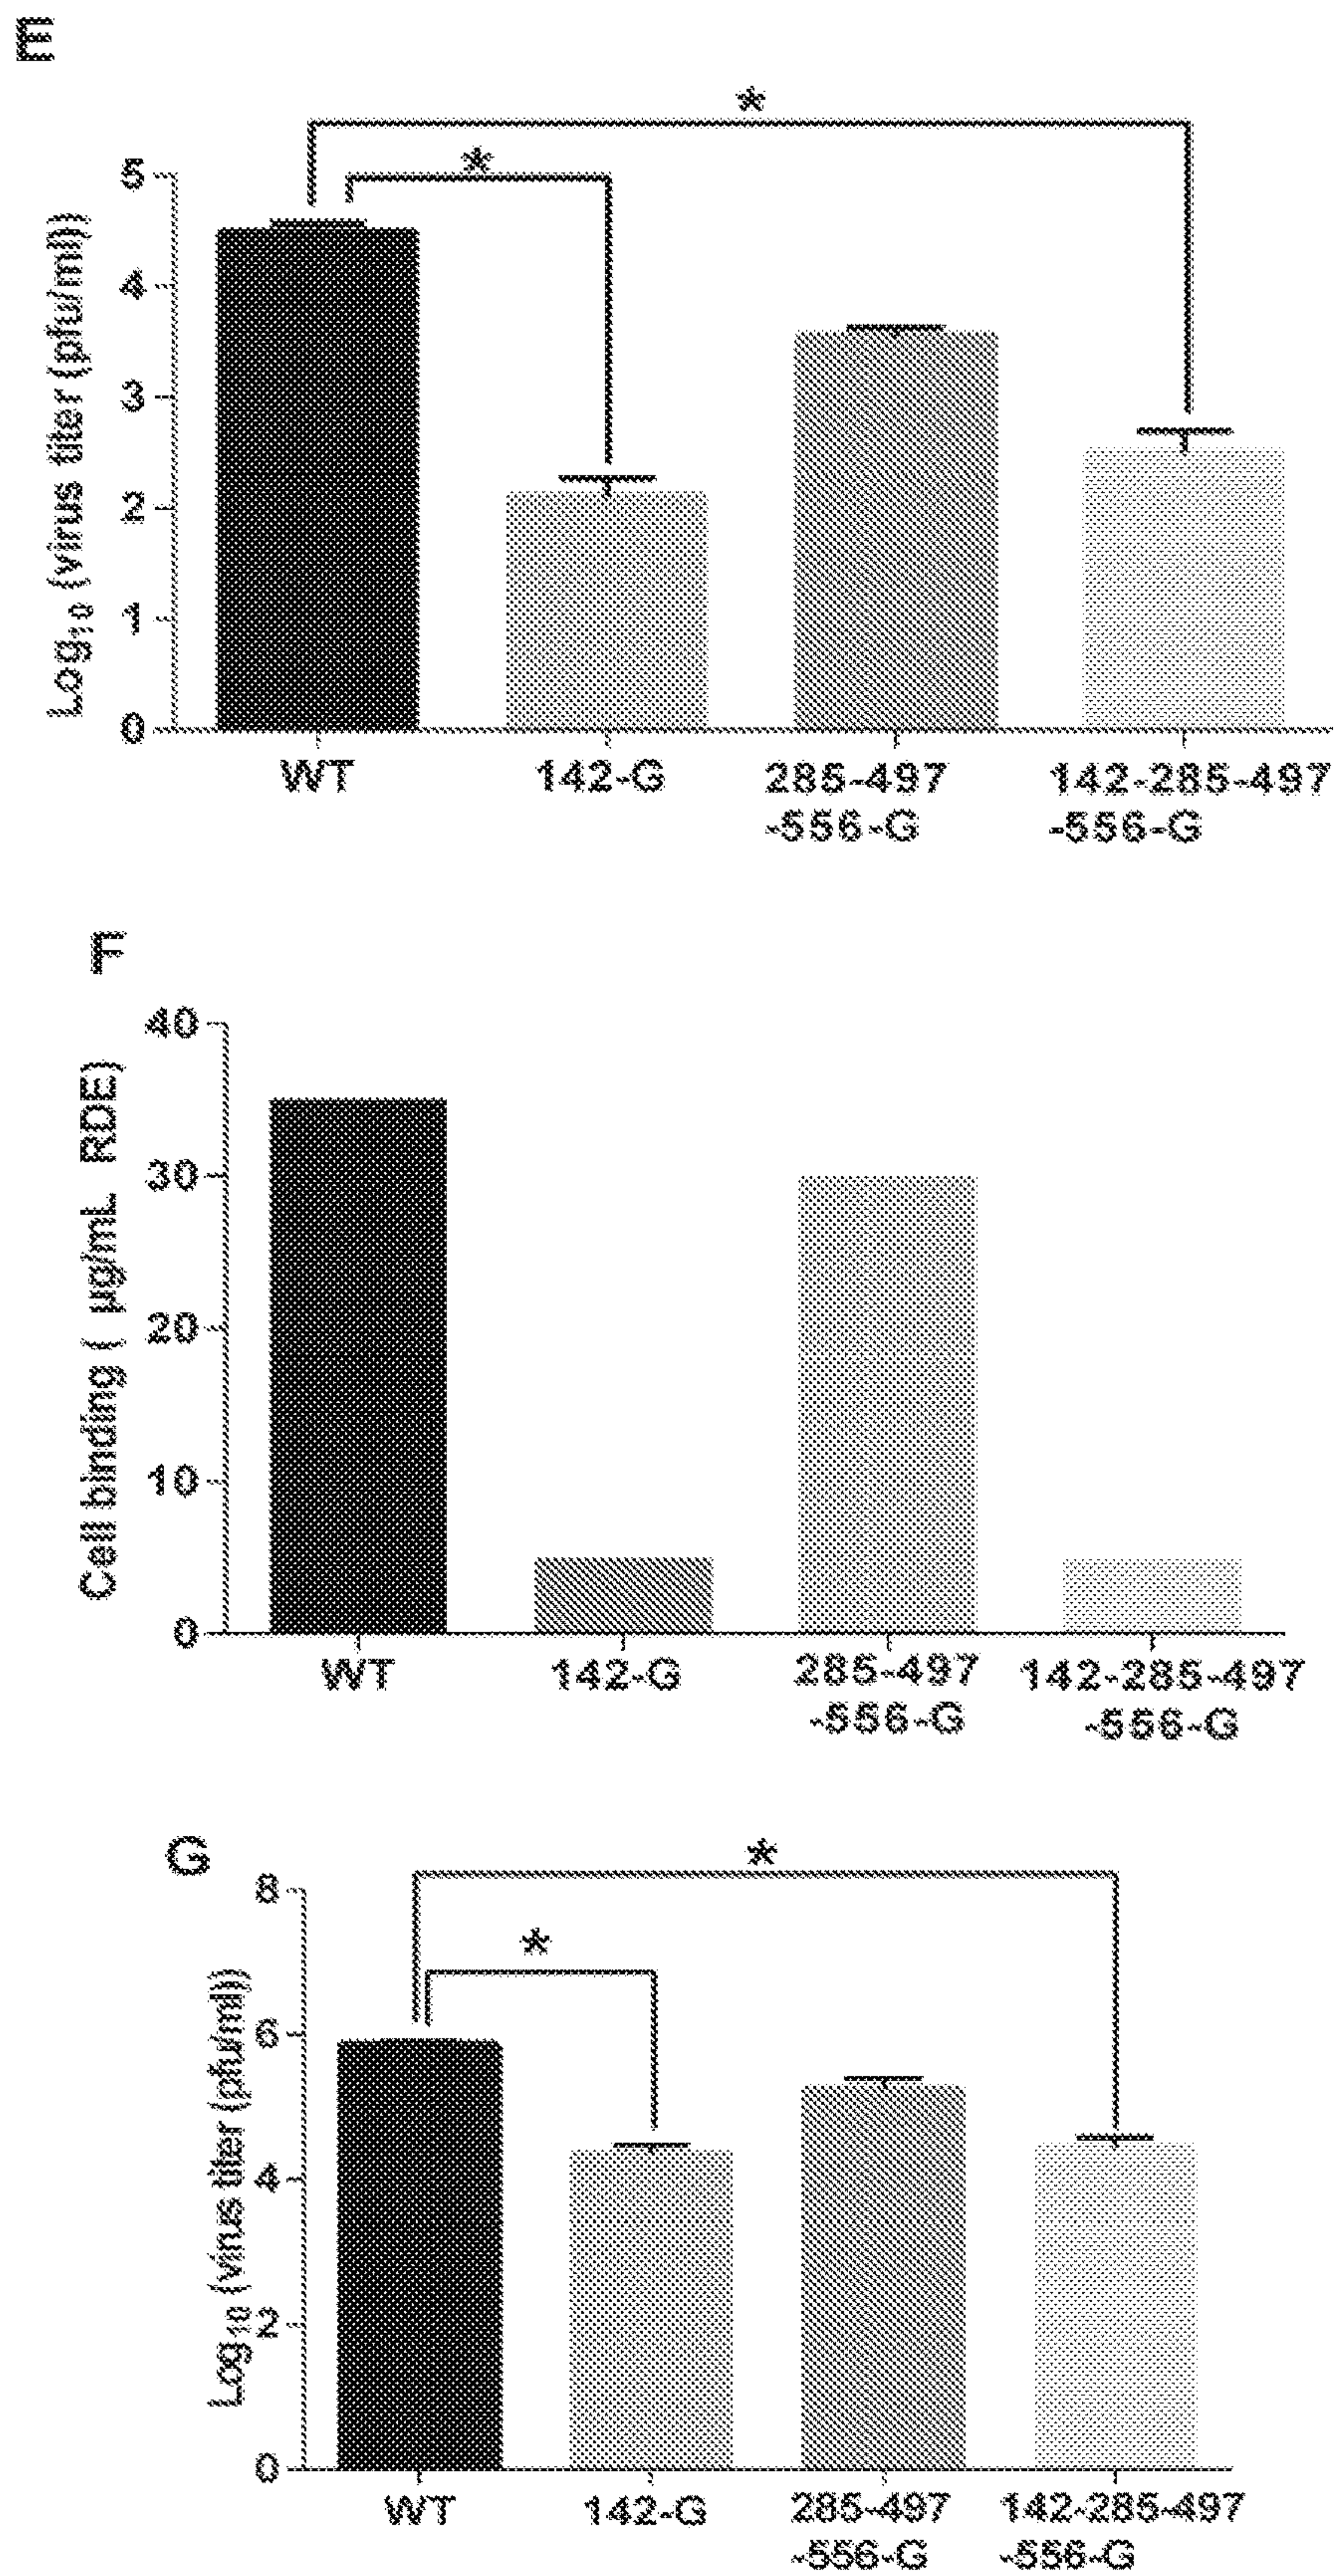 E
*
*
Log10 (virus titer (pfu/ml))
5
4
3
2
1
0
WT
142-G
285-497
-556-G
142-285-497
-556-G
F
Cell binding ( µg/mL RDE)
40
30
20
10
0
WT
142-G
285-497
-556-G
142-285-497
-556-G
G
*
*
Log10 (virus titer (pfu/ml))
8
6
4
2
0
WT
142-G
285-497
-556-G
142-285-497
-556-G